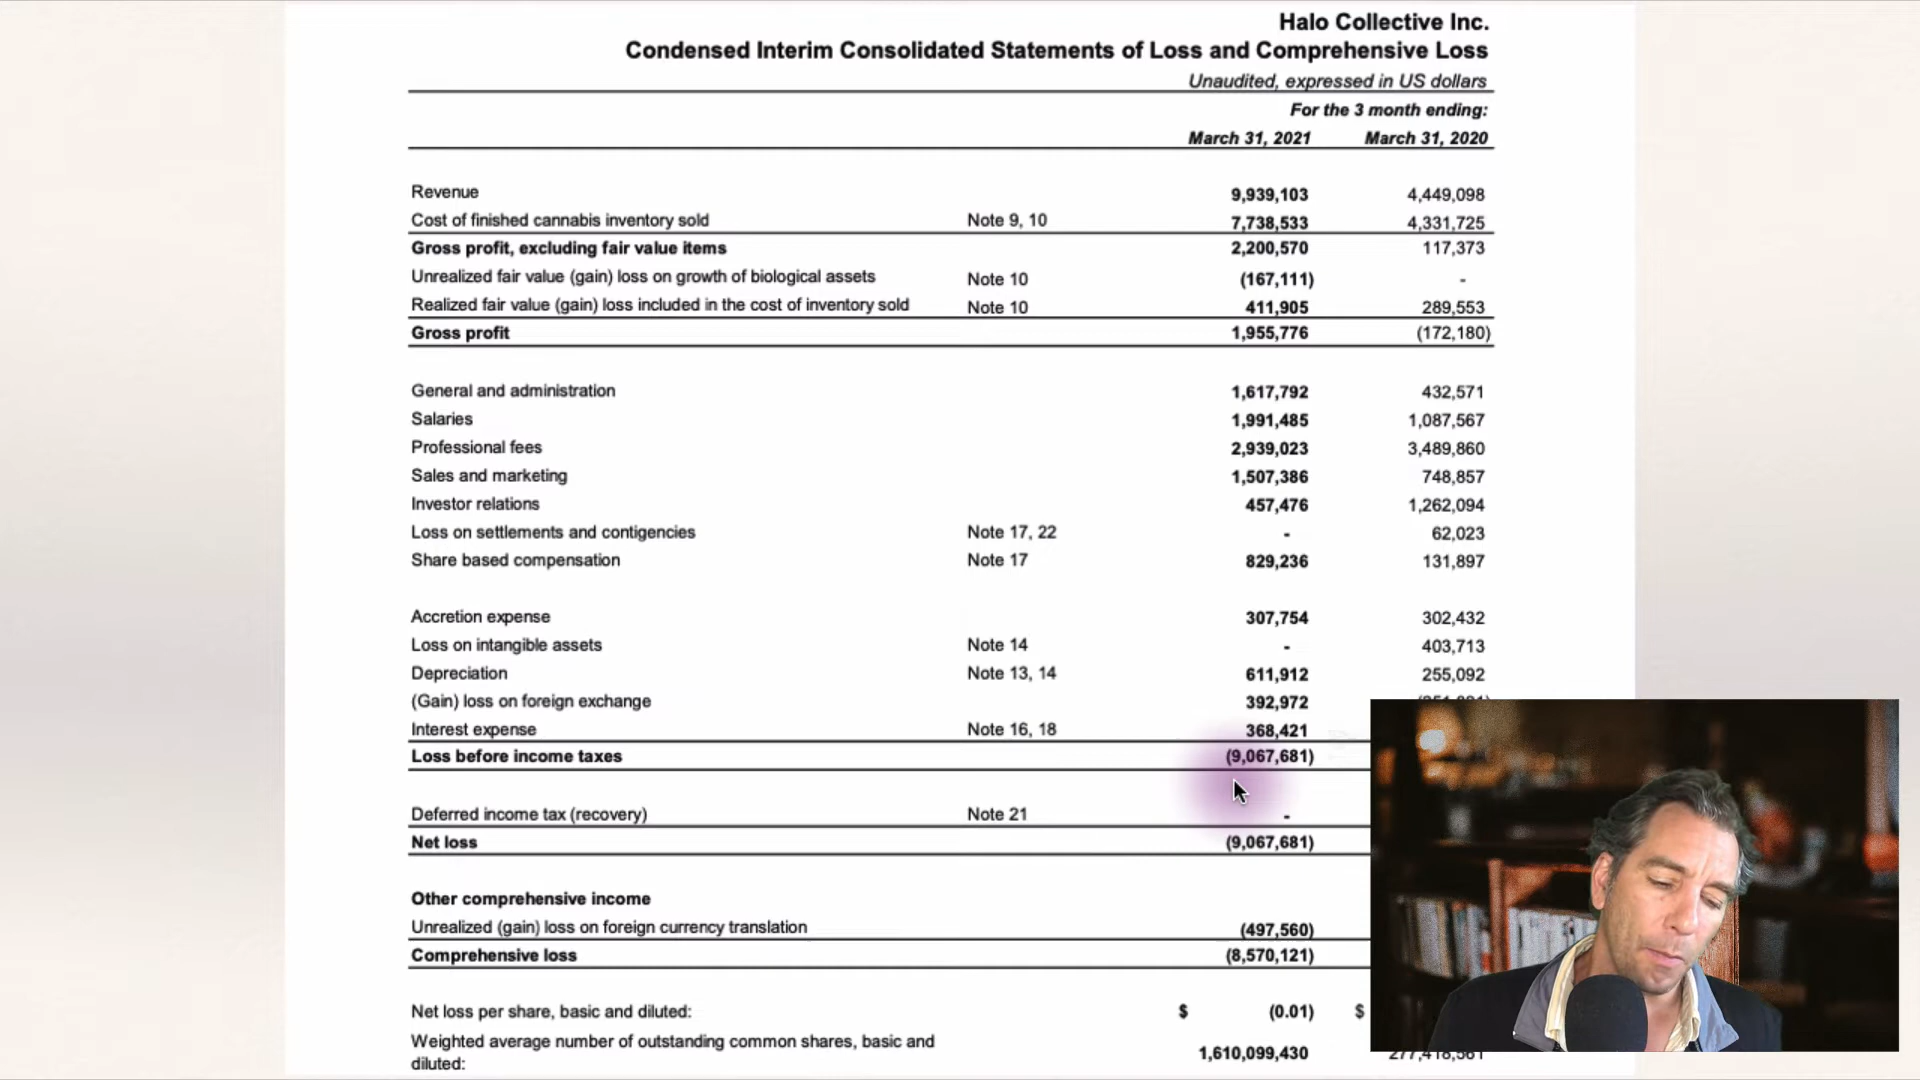 Halo Collective Inc.
Condensed Interim Consolidated Statements of Loss and Comprehensive Loss
Unaudited, expressed in US dollars
For the 3 month ending:
March 31, 2021 March 31, 2020
Revenue 9,939,103 4,449,098
Cost of finished cannabis inventory sold Note 9, 10 7,738,533 4,331,725
Gross profit, excluding fair value items 2,200,570 117,373
Unrealized fair value (gain) loss on growth of biological assets Note 10 (167,111) -
Realized fair value (gain) loss included in the cost of inventory sold Note 10 411,905 289,553
Gross profit 1,955,776 (172,180)
General and administration 1,617,792 432,571
Salaries 1,991,485 1,087,567
Professional fees 2,939,023 3,489,860
Sales and marketing 1,507,386 748,857
Investor relations 457,476 1,262,094
Loss on settlements and contigencies Note 17, 22 - 62,023
Share based compensation Note 17 829,236 131,897
Accretion expense 307,754 302,432
Loss on intangible assets Note 14 - 403,713
Depreciation Note 13, 14 611,912 255,092
(Gain) loss on foreign exchange 392,972
Interest expense Note 16, 18 368,421
Loss before income taxes (9,067,681)
Deferred income tax (recovery) Note 21 -
Net loss (9,067,681)
Other comprehensive income
Unrealized (gain) loss on foreign currency translation (497,560)
Comprehensive loss (8,570,121)
Net loss per share, basic and diluted: $ (0.01) $
Weighted average number of outstanding common shares, basic and
diluted: 1,610,099,430